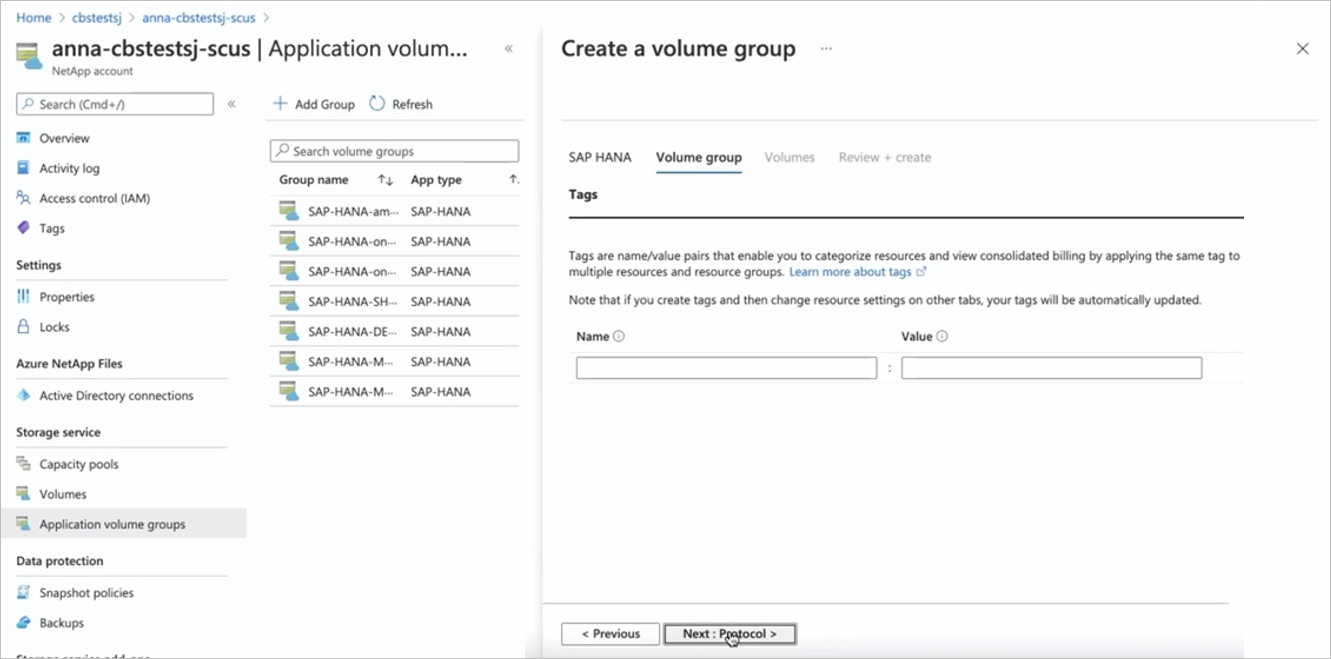 Home > cbstestsj > anna-cbstestsj-scus >
anna-cbstestsj-scus | Application volum...
NetApp account
Search (Cmd+/)
Overview
Activity log
Access control (IAM)
Tags
Settings
Properties
Locks
Azure NetApp Files
Active Directory connections
Storage service
Capacity pools
Volumes
Application volume groups
Data protection
Snapshot policies
Backups
Add Group Refresh
Search volume groups
Group name App type
SAP-HANA-am... SAP-HANA
SAP-HANA-on... SAP-HANA
SAP-HANA-on... SAP-HANA
SAP-HANA-SH... SAP-HANA
SAP-HANA-DE... SAP-HANA
SAP-HANA-M... SAP-HANA
SAP-HANA-M... SAP-HANA
Create a volume group ...
SAP HANA Volume group Volumes Review + create
Tags
Tags are name/value pairs that enable you to categorize resources and view consolidated billing by applying the same tag to
multiple resources and resource groups. Learn more about tags
Note that if you create tags and then change resource settings on other tabs, your tags will be automatically updated.
Name Value
:
< Previous Next : Protocol >